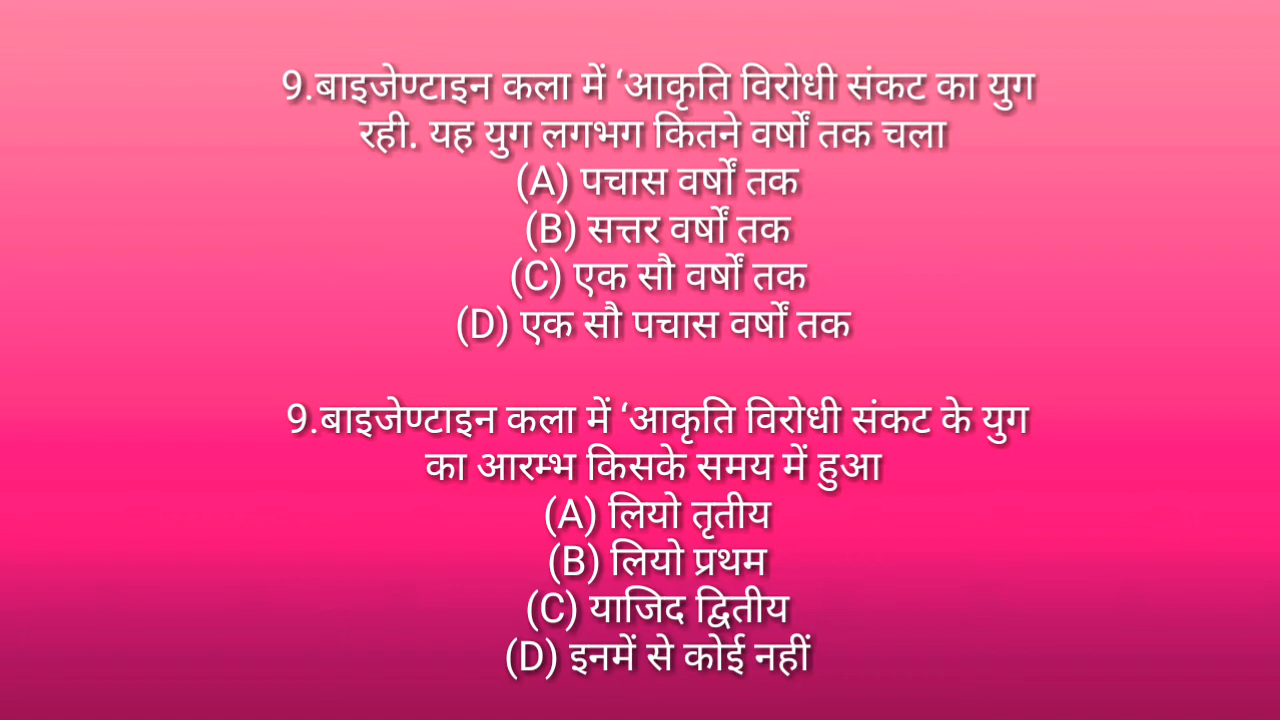 9.बाइजेण्टाइन कला में ‘आकृति विरोधी संकट का युग
रही. यह युग लगभग कितने वर्षों तक चला
(A) पचास वर्षों तक
(B) सत्तर वर्षों तक
(C) एक सौ वर्षों तक
(D) एक सौ पचास वर्षों तक
9.बाइजेण्टाइन कला में ‘आकृति विरोधी संकट के युग
का आरम्भ किसके समय में हुआ
(A) लियो तृतीय
(B) लियो प्रथम
(C) याजिद द्वितीय
(D) इनमें से कोई नहीं